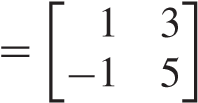 = [ 1 3
-1 5 ]